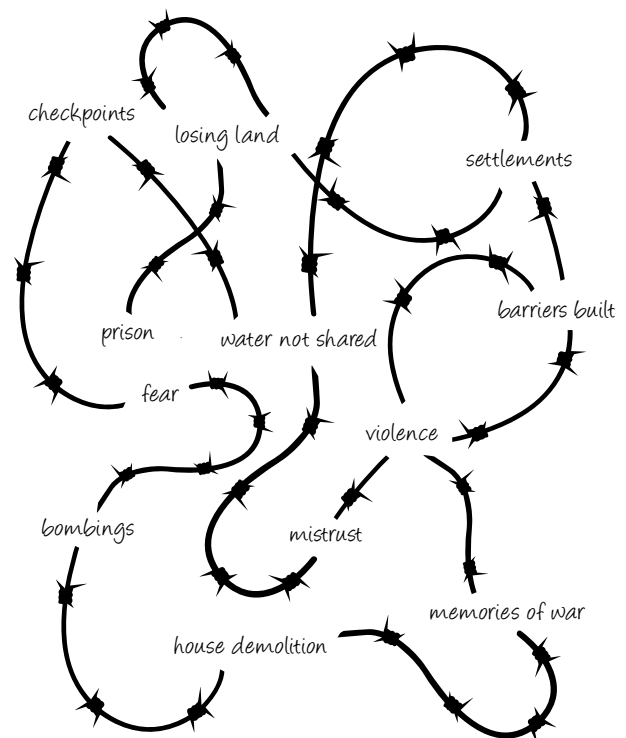 checkpoints
losing land
settlements
barriers built
prison
water not shared
fear
violence
bombings
mistrust
memories of war
house demolition